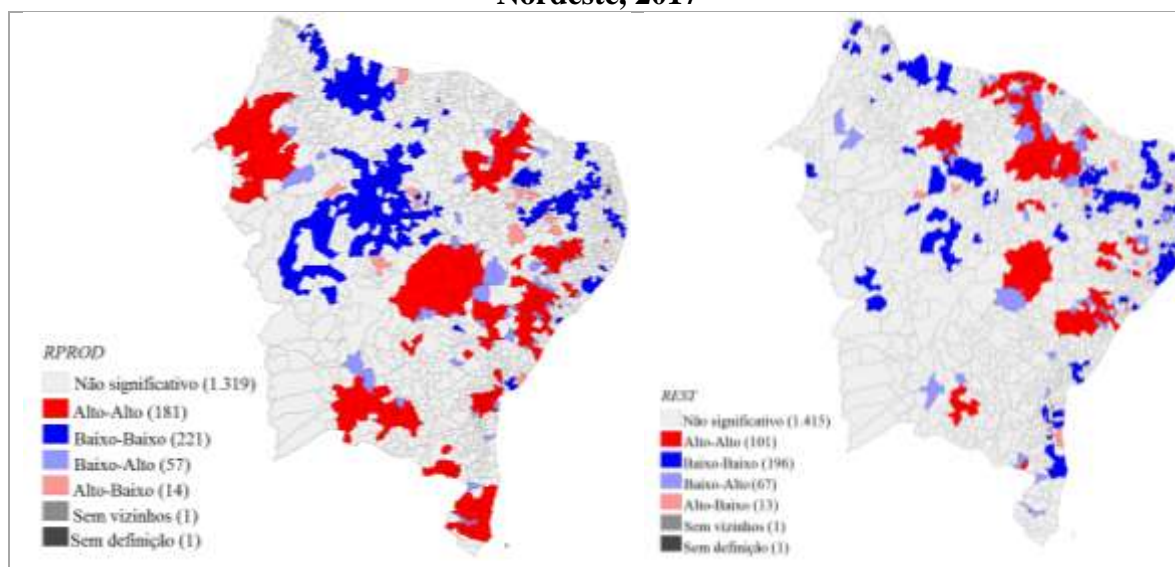 Nordeste, 2017
RPROD
Não significativo (1.319)
Alto-Alto (181)
Baixo-Baixo (221)
Baixo-Alto (57)
Alto-Baixo (14)
Sem vizinhos (1)
Sem definição (1)
REST
Não significativo (1.415)
Alto-Alto (101)
Baixo-Baixo (196)
Baixo-Alto (67)
Alto-Baixo (13)
Sem vizinhos (1)
Sem definição (1)